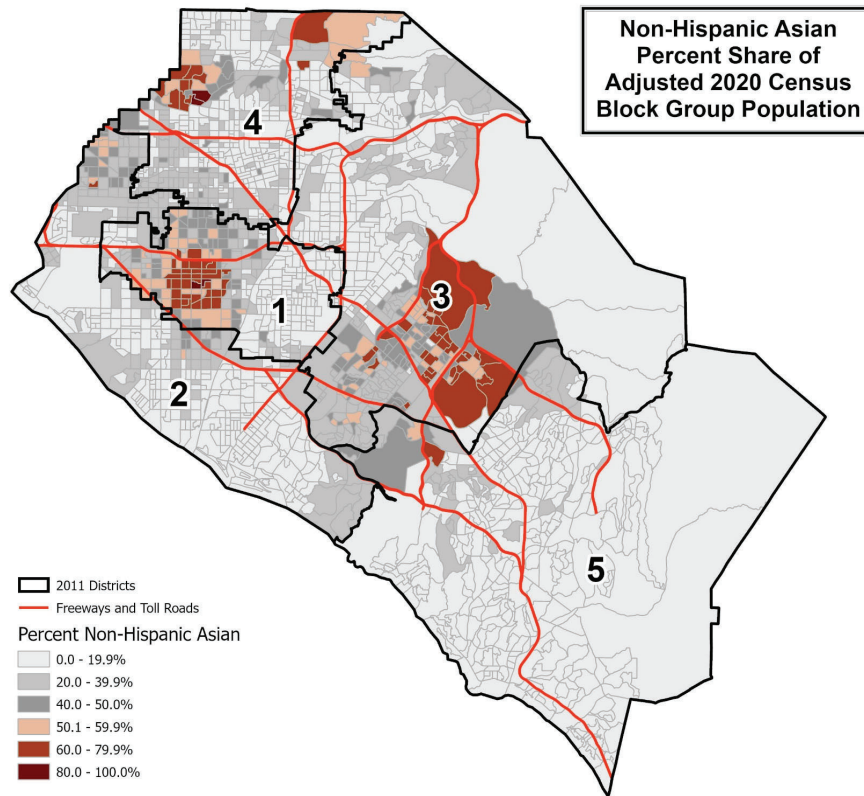 Non-Hispanic Asian
Percent Share of
Adjusted 2020 Census
Block Group Population
4
3
1
2
5
2011 Districts
Freeways and Toll Roads
Percent Non-Hispanic Asian
0.0 - 19.9%
20.0 - 39.9%
40.0 - 50.0%
50.1 - 59.9%
60.0 - 79.9%
80.0 - 100.0%